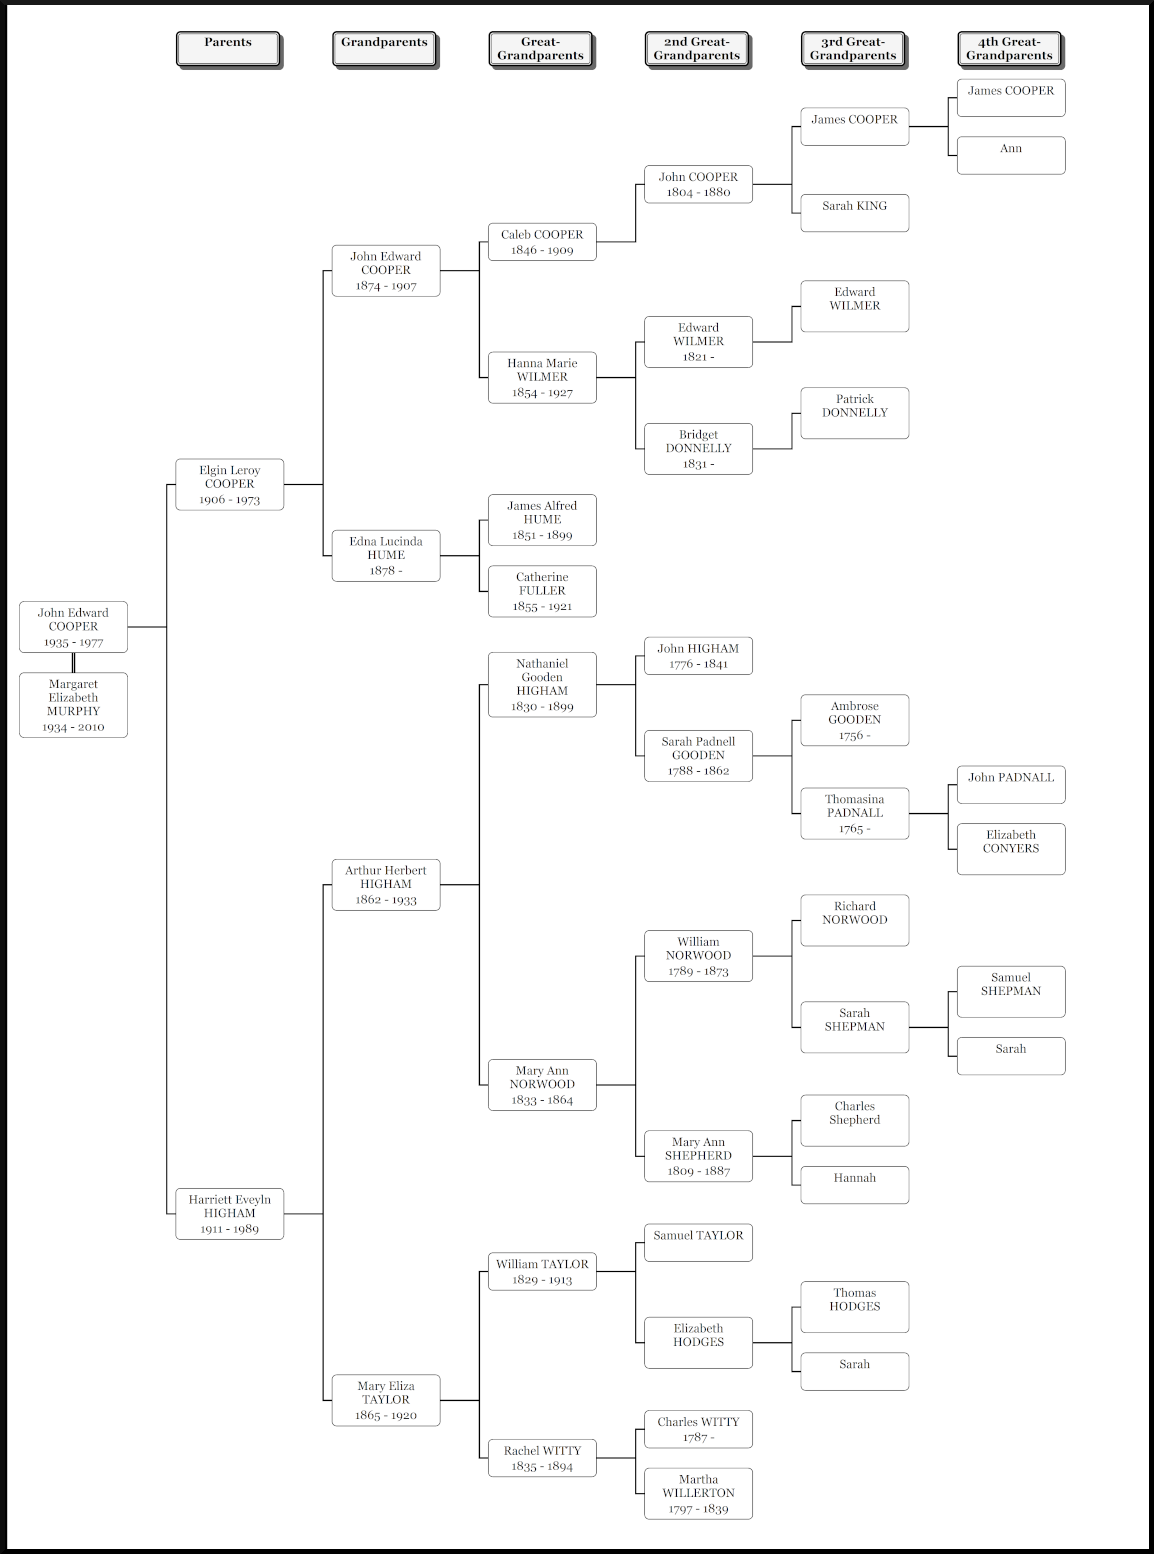 Parents
Grandparents
Great-
Grandparents
2nd Great-
Grandparents
3rd Great-
Grandparents
4th Great-
Grandparents
James COOPER
James COOPER
Ann
John COOPER
1804 - 1880
Sarah KING
Caleb COOPER
1846 - 1909
John Edward
COOPER
1874 - 1907
Edward
WILMER
Edward
WILMER
1821 -
Hanna Marie
WILMER
1854 - 1927
Patrick
DONNELLY
Bridget
DONNELLY
1831 -
Elgin Leroy
COOPER
1906 - 1973
James Alfred
HUME
1851 - 1899
Edna Lucinda
HUME
1878 -
Catherine
FULLER
1855 - 1921
John Edward
COOPER
1935 - 1977
Margaret
Elizabeth
MURPHY
1934 - 2010
John HIGHAM
1776 - 1841
Nathaniel
Gooden
HIGHAM
1830 - 1899
Ambrose
GOODEN
1756 -
Sarah Padnell
GOODEN
1788 - 1862
John PADNALL
Thomasina
PADNALL
1765 -
Elizabeth
CONYERS
Arthur Herbert
HIGHAM
1862 - 1933
Richard
NORWOOD
William
NORWOOD
1789 - 1873
Samuel
SHEPMAN
Sarah
SHEPMAN
Sarah
Mary Ann
NORWOOD
1833 - 1864
Charles
Shepherd
Mary Ann
SHEPHERD
1809 - 1887
Hannah
Harriett Eveyln
HIGHAM
1911 - 1989
Samuel TAYLOR
William TAYLOR
1829 - 1913
Thomas
HODGES
Elizabeth
HODGES
Sarah
Mary Eliza
TAYLOR
1865 - 1920
Charles WITTY
1787 -
Rachel WITTY
1835 - 1894
Martha
WILLERTON
1797 - 1839